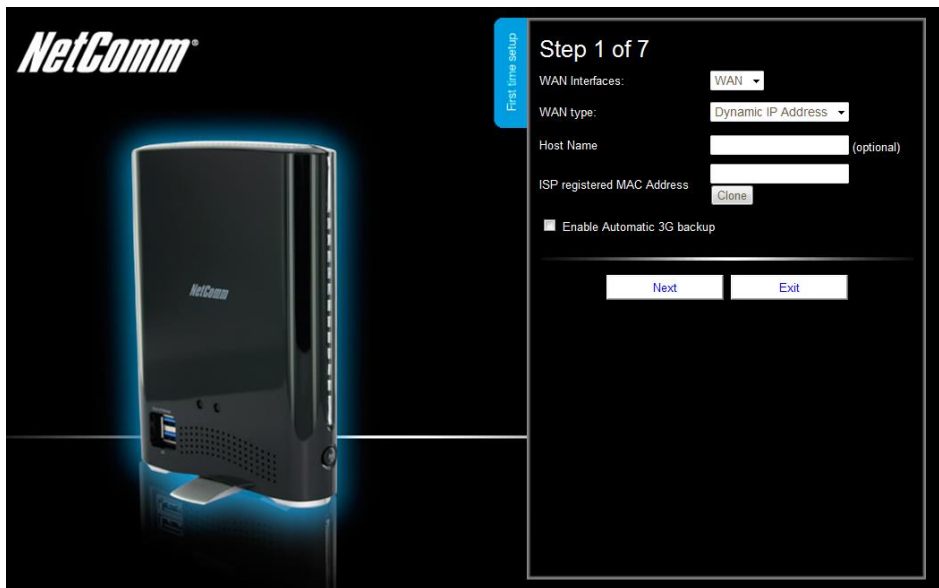 NetComm
First time setup
Step 1 of 7
WAN Interfaces: WAN
WAN type: Dynamic IP Address
Host Name (optional)
ISP registered MAC Address
Clone
Enable Automatic 3G backup
Next Exit
NetComm